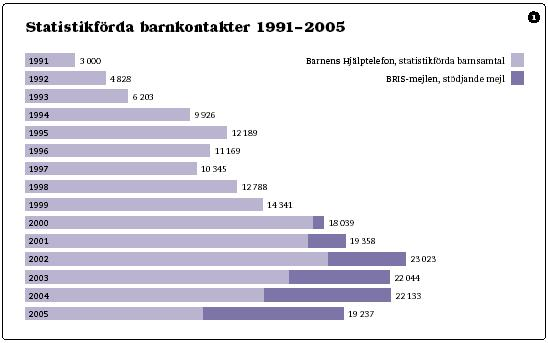 1
Statistikförda barnkontakter 1991–2005
Barnens Hjälptelefon, statistikförda barnsamtal
BRIS-mejlen, stödjande mejl
1991 3 000
1992 4 828
1993 6 203
1994 9 926
1995 12 189
1996 11 169
1997 10 345
1998 12 788
1999 14 341
2000 18 039
2001 19 358
2002 23 023
2003 22 044
2004 22 133
2005 19 237